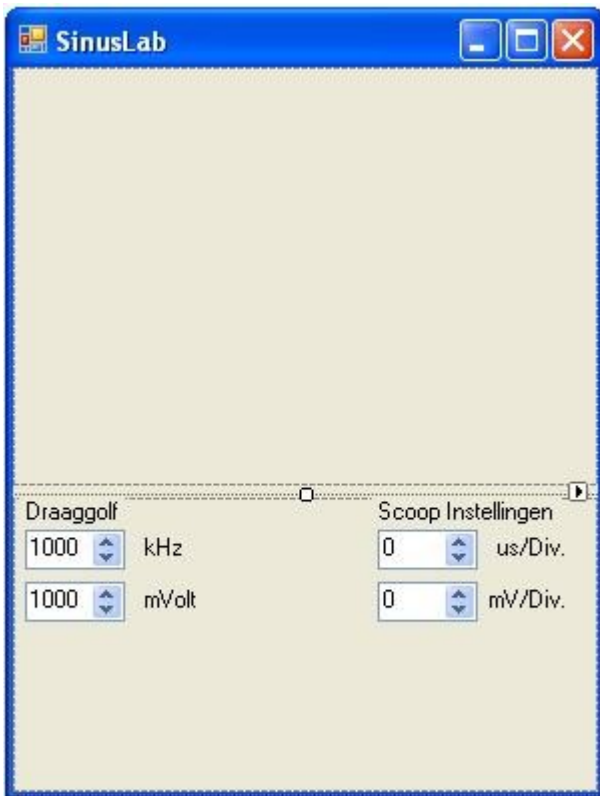 SinusLab
Draaggolf
Scoop Instellingen
1000 kHz
0 us/Div.
1000 mVolt
0 mV/Div.